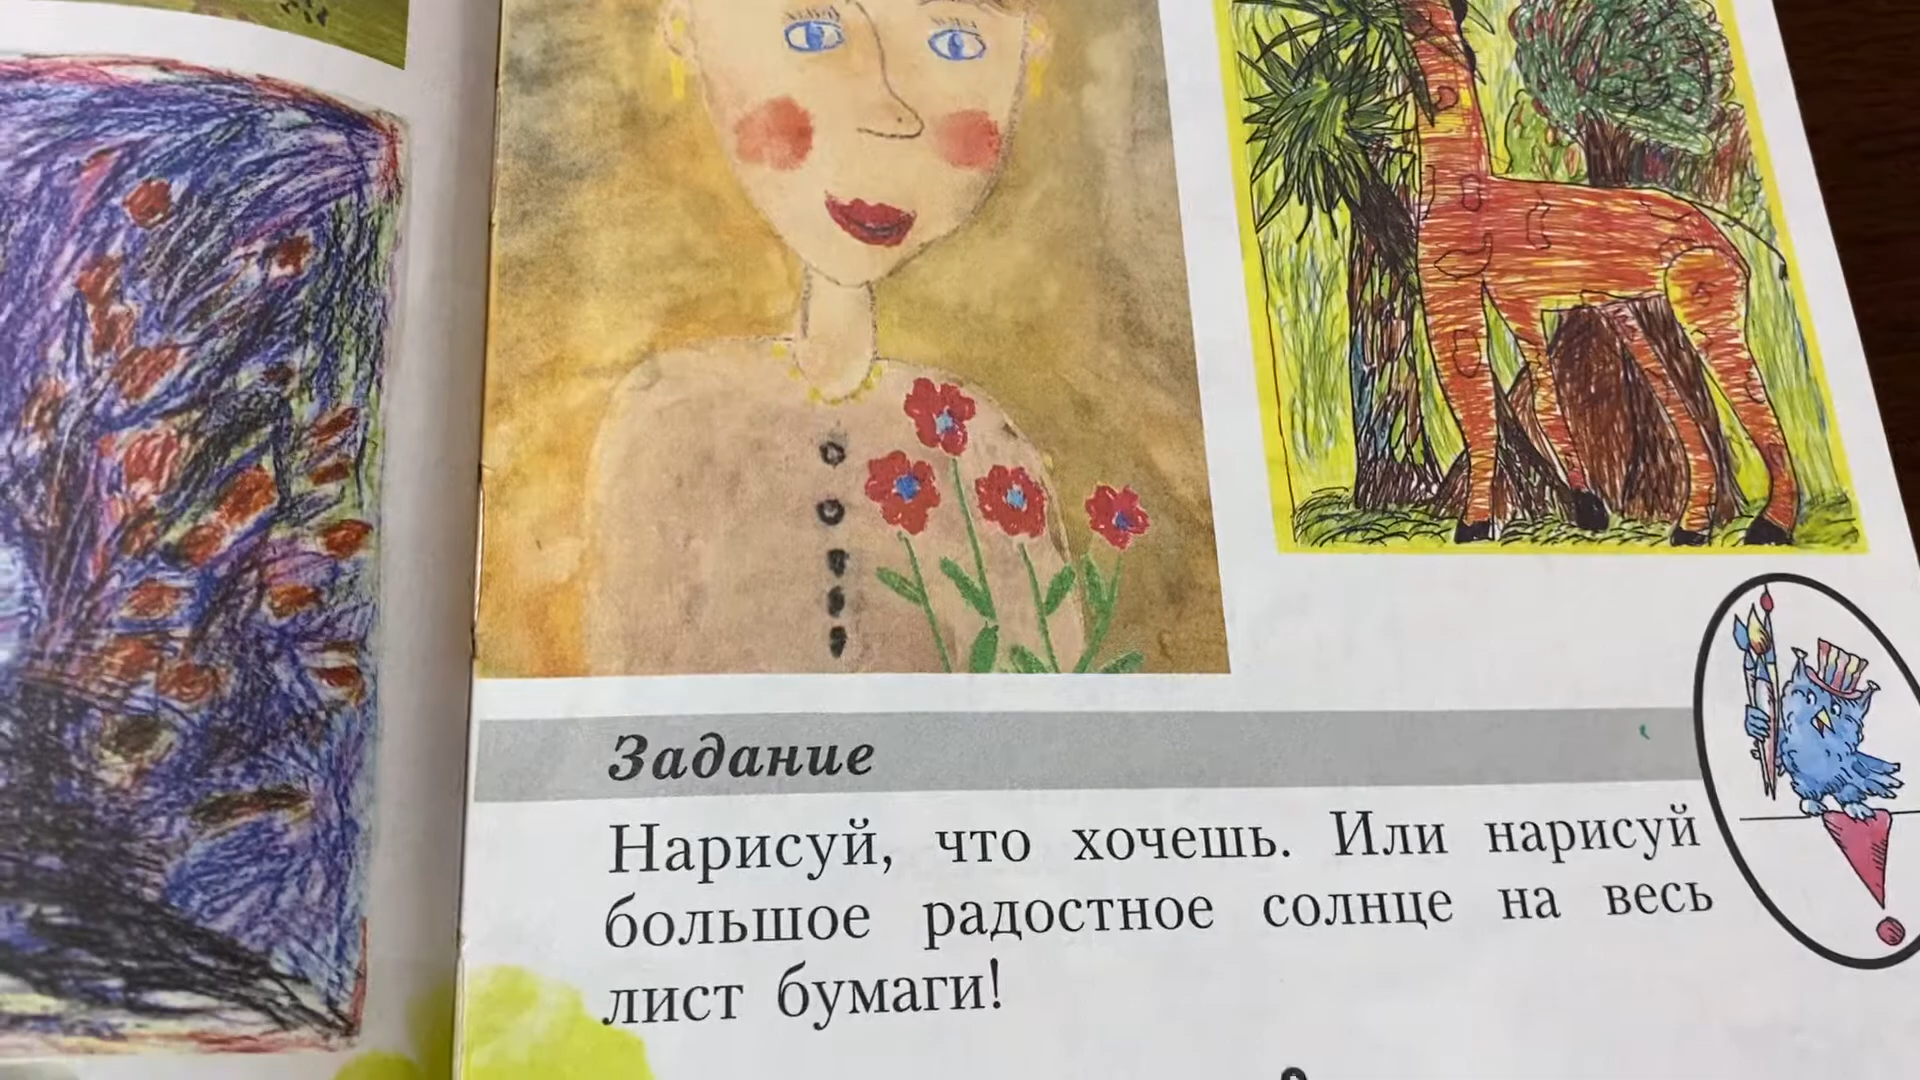 Задание
Нарисуй, что хочешь. Или нарисуй
большое радостное солнце на весь
лист бумаги!